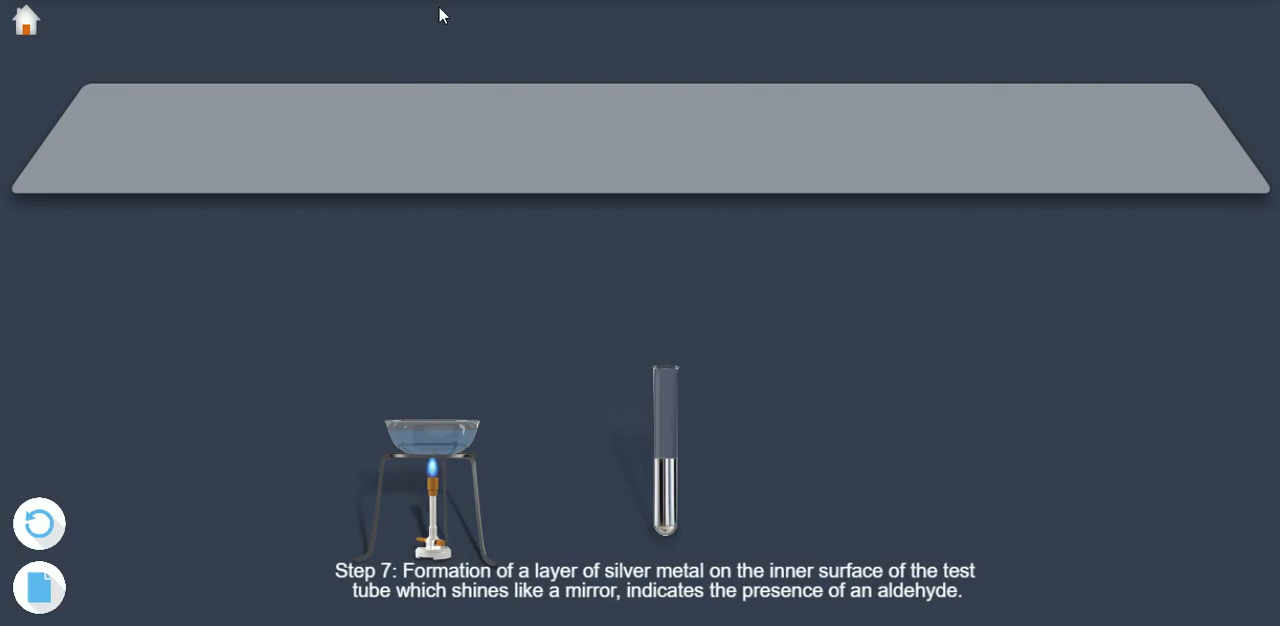 Step 7: Formation of a layer of silver metal on the inner surface of the test
tube which shines like a mirror, indicates the presence of an aldehyde.